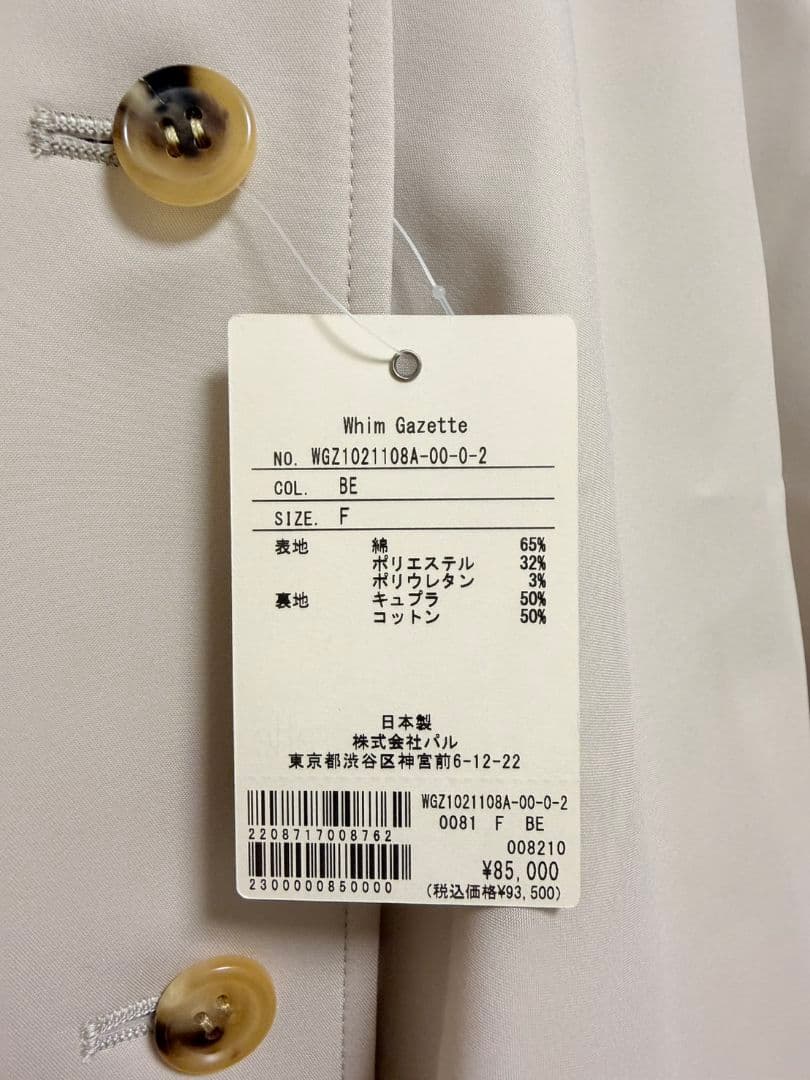 Whim Gazette
NO. WGZ1021108A-00-0-2
COL. BE
SIZE. F
表地 綿 65%
ポリエステル 32%
ポリウレタン 3%
裏地 キュプラ 50%
コットン 50%
日本製
株式会社パル
東京都渋谷区神宮前6-12-22
WGZ1021108A-00-0-2
2208717008762
0081 F BE
008210
¥85,000
2300000850000
(税込価格¥93,500)